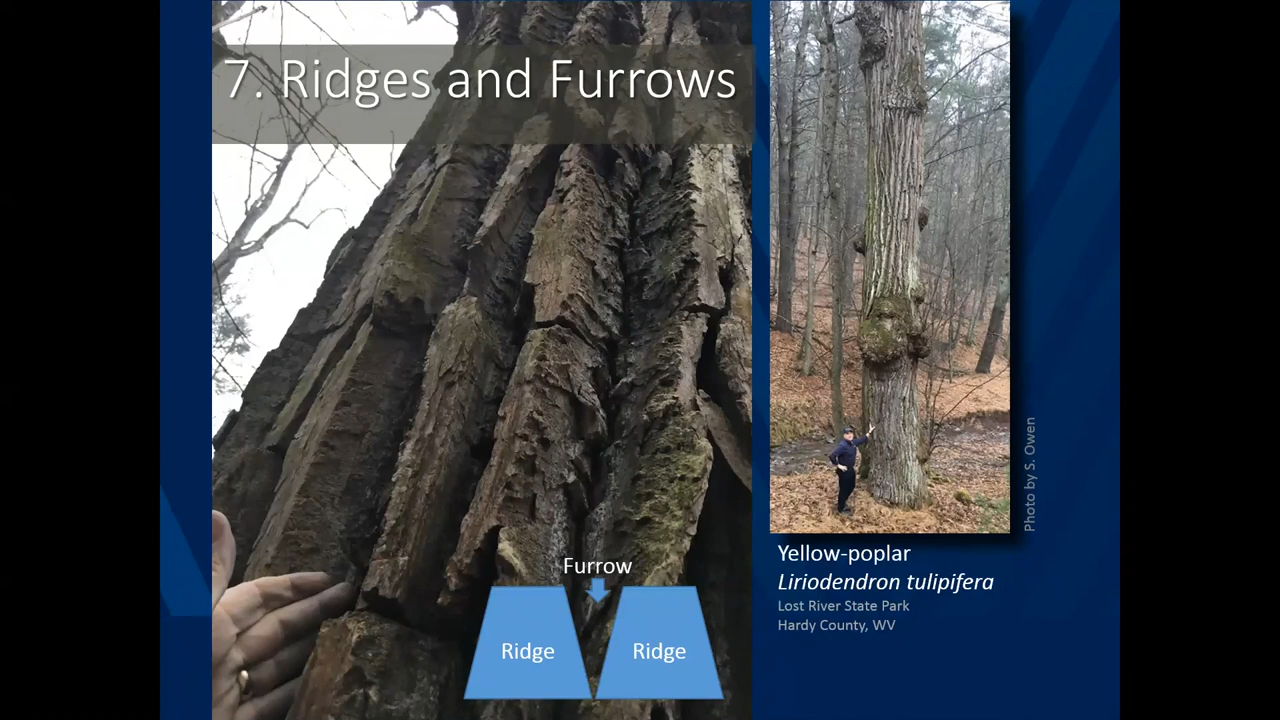 7. Ridges and Furrows
Furrow
Ridge
Ridge
Photo by S. Owen
Yellow-poplar
Liriodendron tulipifera
Lost River State Park
Hardy County, WV